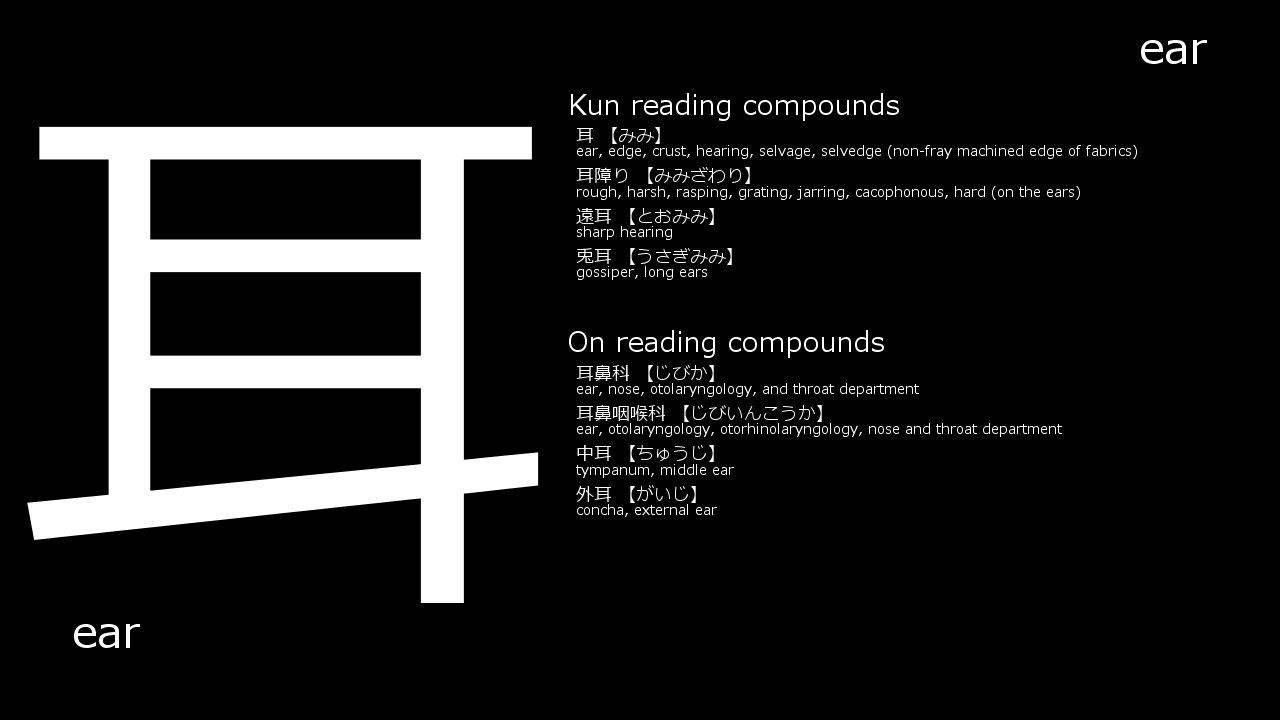 ear
耳
Kun reading compounds
耳 【みみ】
ear, edge, crust, hearing, selvage, selvedge (non-fray machined edge of fabrics)
耳障り 【みみざわり】
rough, harsh, rasping, grating, jarring, cacophonous, hard (on the ears)
遠耳 【とおみみ】
sharp hearing
兎耳 【うさぎみみ】
gossiper, long ears
On reading compounds
耳鼻科 【じびか】
ear, nose, otolaryngology, and throat department
耳鼻咽喉科 【じびいんこうか】
ear, otolaryngology, otorhinolaryngology, nose and throat department
中耳 【ちゅうじ】
tympanum, middle ear
外耳 【がいじ】
concha, external ear
ear